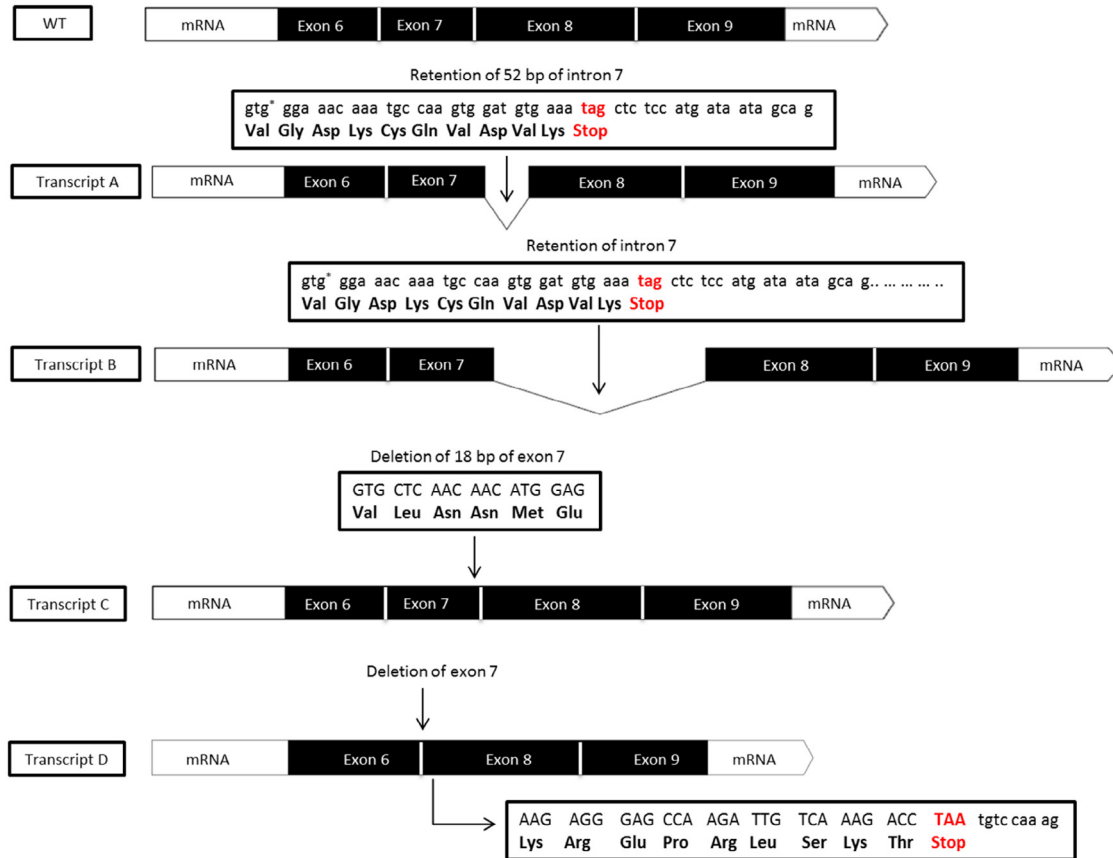 WT
mRNA Exon 6 Exon 7 Exon 8 Exon 9 mRNA
Retention of 52 bp of intron 7
gtg* gga aac aaa tgc caa gtg gat gtg aaa tag ctc tcc atg ata ata gca g
Val Gly Asp Lys Cys Gln Val Asp Val Lys Stop
Transcript A
mRNA Exon 6 Exon 7 Exon 8 Exon 9 mRNA
Retention of intron 7
gtg* gga aac aaa tgc caa gtg gat gtg aaa tag ctc tcc atg ata ata gca g.. ... ... ... ..
Val Gly Asp Lys Cys Gln Val Asp Val Lys Stop
Transcript B
mRNA Exon 6 Exon 7 Exon 8 Exon 9 mRNA
Deletion of 18 bp of exon 7
GTG CTC AAC AAC ATG GAG
Val Leu Asn Asn Met Glu
Transcript C
mRNA Exon 6 Exon 7 Exon 8 Exon 9 mRNA
Deletion of exon 7
Transcript D
mRNA Exon 6 Exon 8 Exon 9 mRNA
AAG AGG GAG CCA AGA TTG TCA AAG ACC TAA tgtc caa ag
Lys Arg Glu Pro Arg Leu Ser Lys Thr Stop